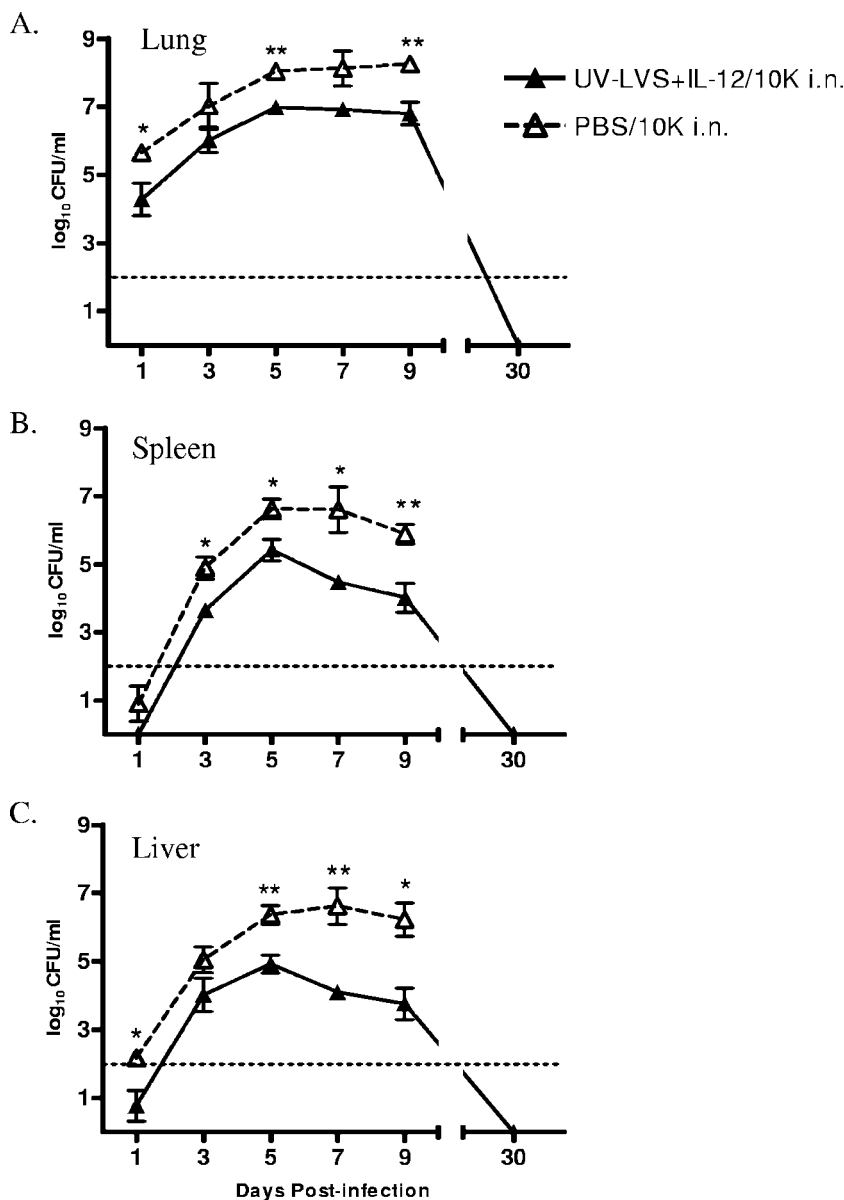 A.
Lung
9
7
5
3
1
log10 CFU/ml
*
**
**
1 3 5 7 9 30
UV-LVS+IL-12/10K i.n.
PBS/10K i.n.
B.
Spleen
9
7
5
3
1
log10 CFU/ml
*
*
*
**
1 3 5 7 9 30
C.
Liver
9
7
5
3
1
log10 CFU/ml
*
**
**
*
1 3 5 7 9 30
Days Post-infection